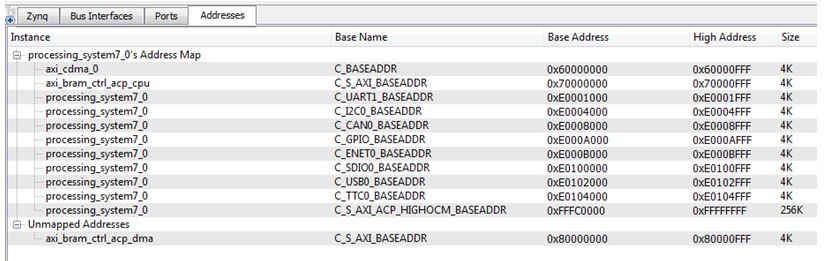 Zynq Bus Interfaces Ports Addresses
Instance Base Name Base Address High Address Size
processing_system7_0's Address Map
axi_cdma_0 C_BASEADDR 0x60000000 0x60000FFF 4K
axi_bram_ctrl_acp_cpu C_S_AXI_BASEADDR 0x70000000 0x70000FFF 4K
processing_system7_0 C_UART1_BASEADDR 0xE0001000 0xE0001FFF 4K
processing_system7_0 C_I2C0_BASEADDR 0xE0004000 0xE0004FFF 4K
processing_system7_0 C_CAN0_BASEADDR 0xE0008000 0xE0008FFF 4K
processing_system7_0 C_GPIO_BASEADDR 0xE000A000 0xE000AFFF 4K
processing_system7_0 C_ENET0_BASEADDR 0xE000B000 0xE000BFFF 4K
processing_system7_0 C_SDIO0_BASEADDR 0xE0100000 0xE0100FFF 4K
processing_system7_0 C_USB0_BASEADDR 0xE0102000 0xE0102FFF 4K
processing_system7_0 C_TTC0_BASEADDR 0xE0104000 0xE0104FFF 4K
processing_system7_0 C_S_AXI_ACP_HIGHOCM_BASEADDR 0xFFFC0000 0xFFFFFFFF 256K
Unmapped Addresses
axi_bram_ctrl_acp_dma C_S_AXI_BASEADDR 0x80000000 0x80000FFF 4K